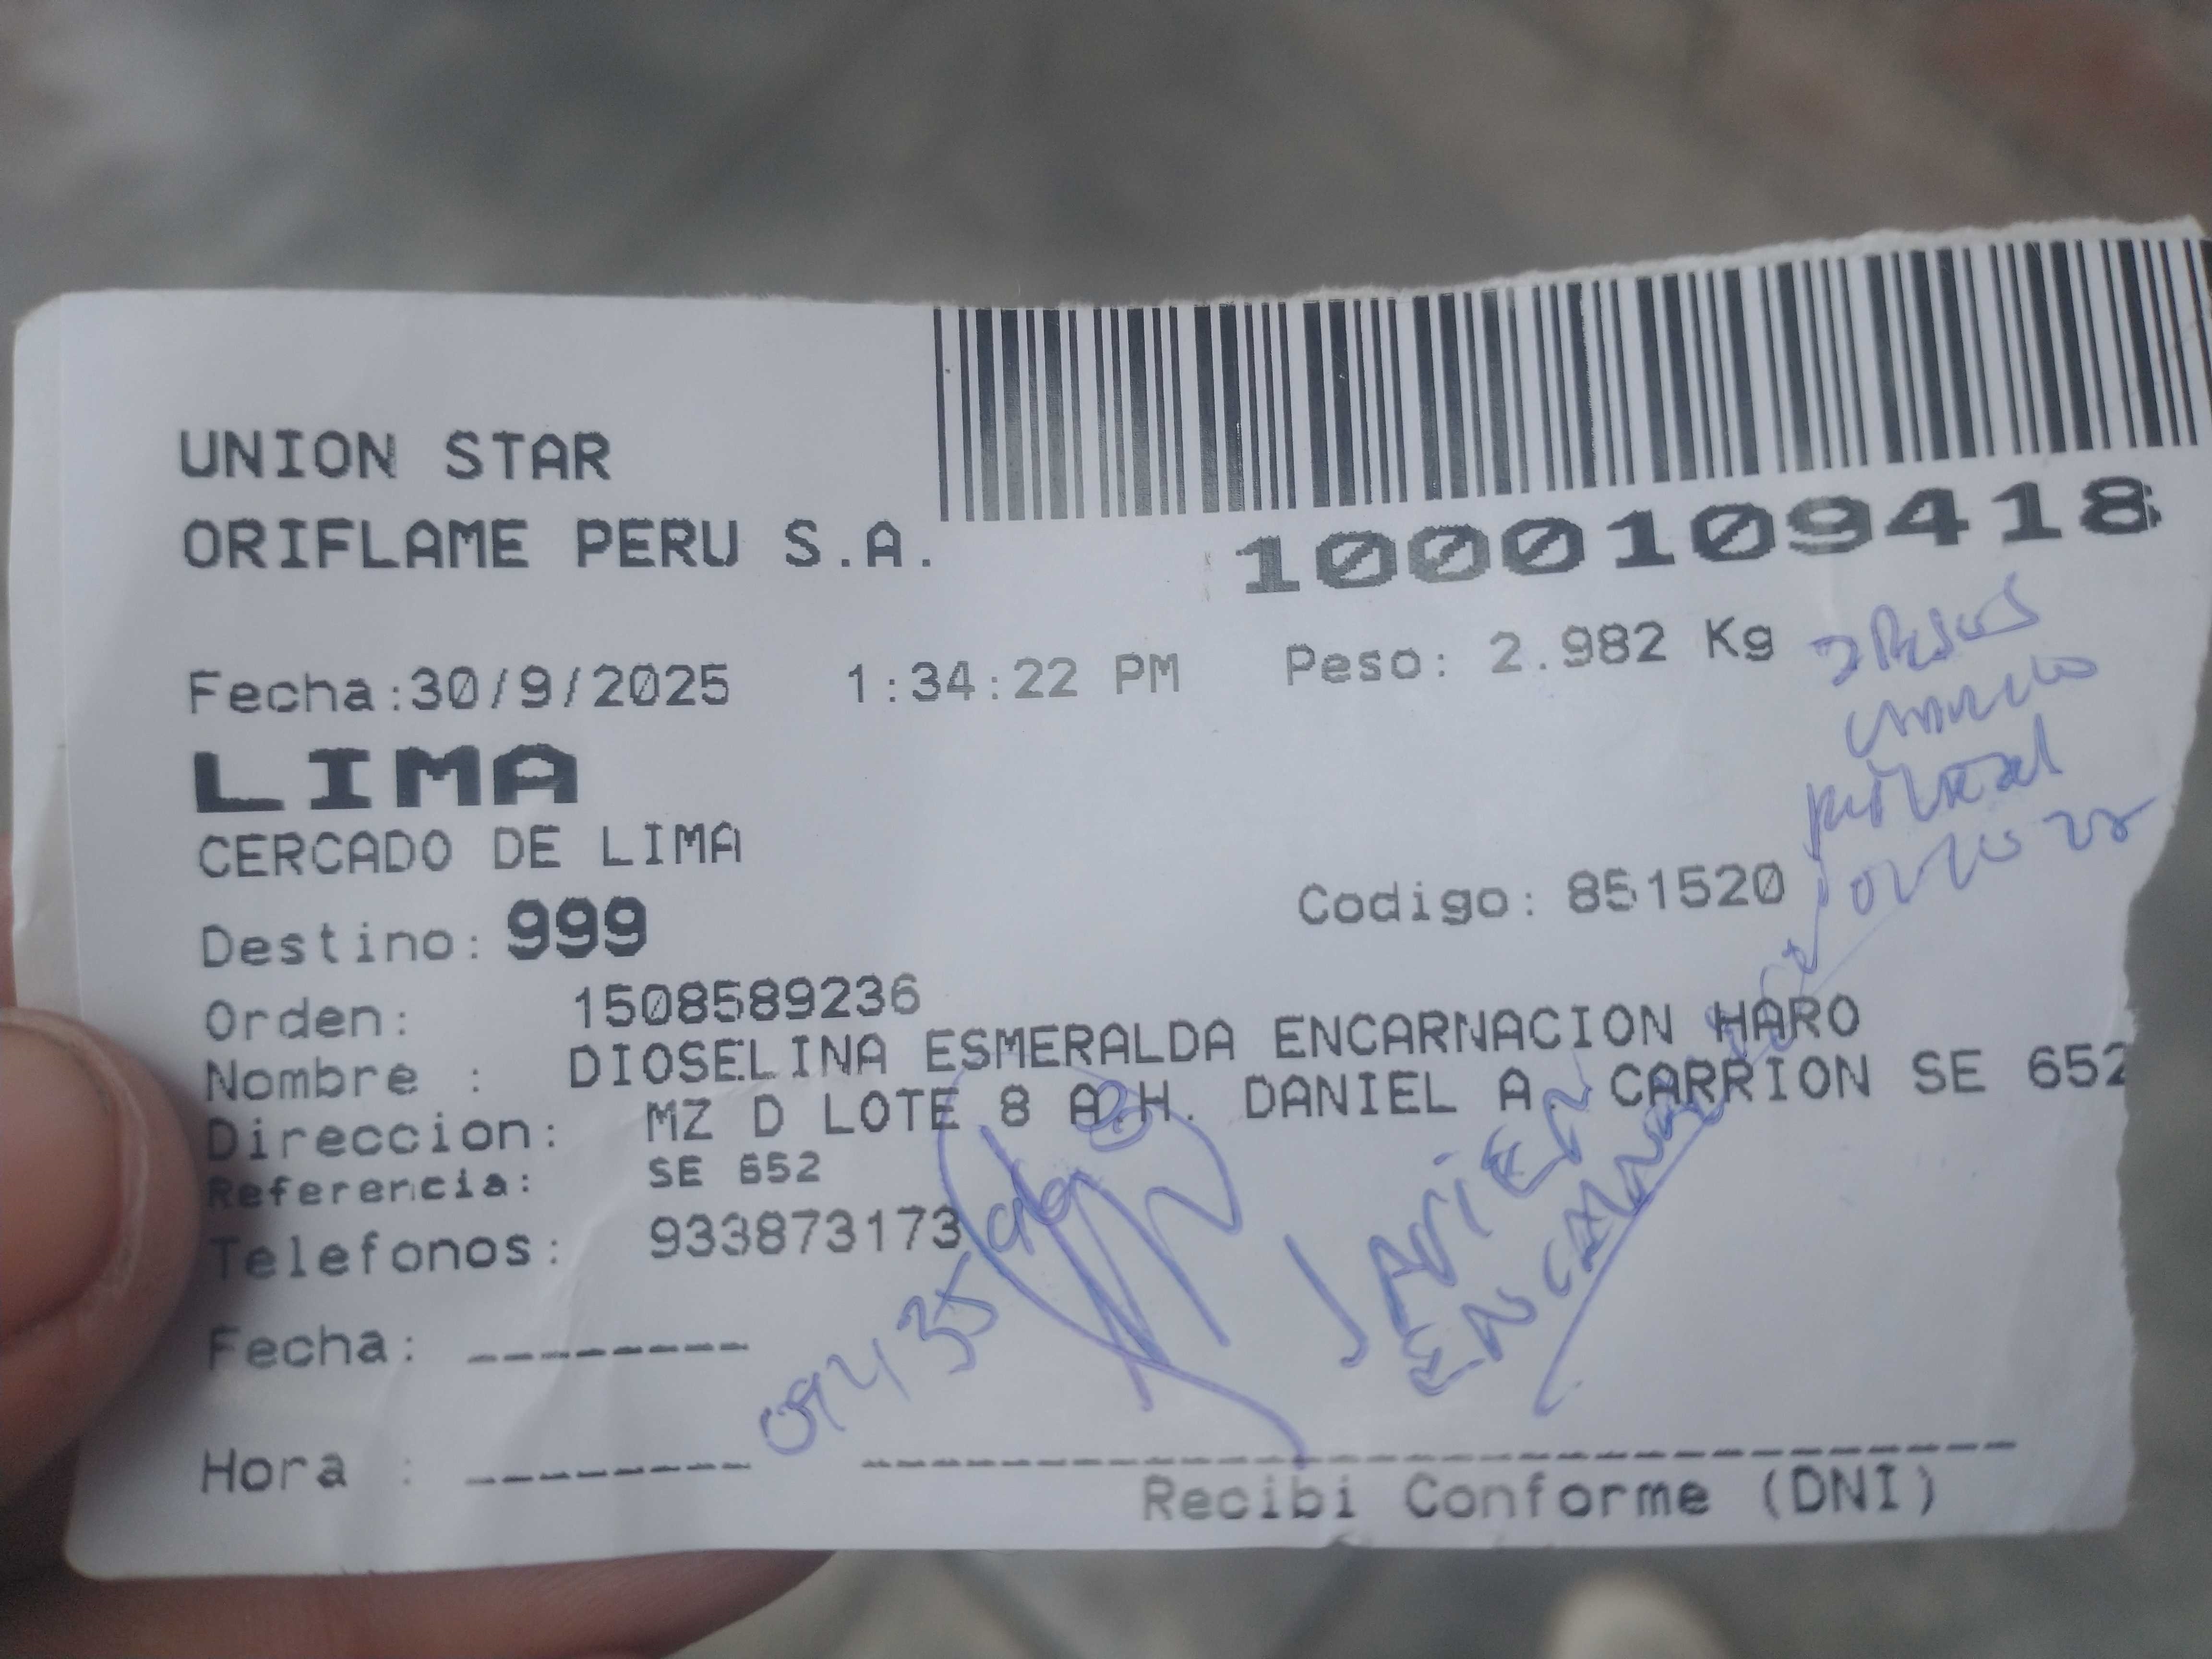 UNION STAR
ORIFLAME PERU S.A.
1000109418
Fecha:30/9/2025 1:34:22 PM Peso: 2.982 Kg
LIMA
CERCADO DE LIMA
Destino: 999 Codigo: 851520
Orden: 1508589236
Nombre : DIOSELINA ESMERALDA ENCARNACION HARO
Direccion: MZ D LOTE 8 A.H. DANIEL A. CARRION SE 652
Referencia: SE 652
Telefonos: 933873173
Fecha: --------
Hora : --------
Recibi Conforme (DNI)
JAVIER
ENCARNACION